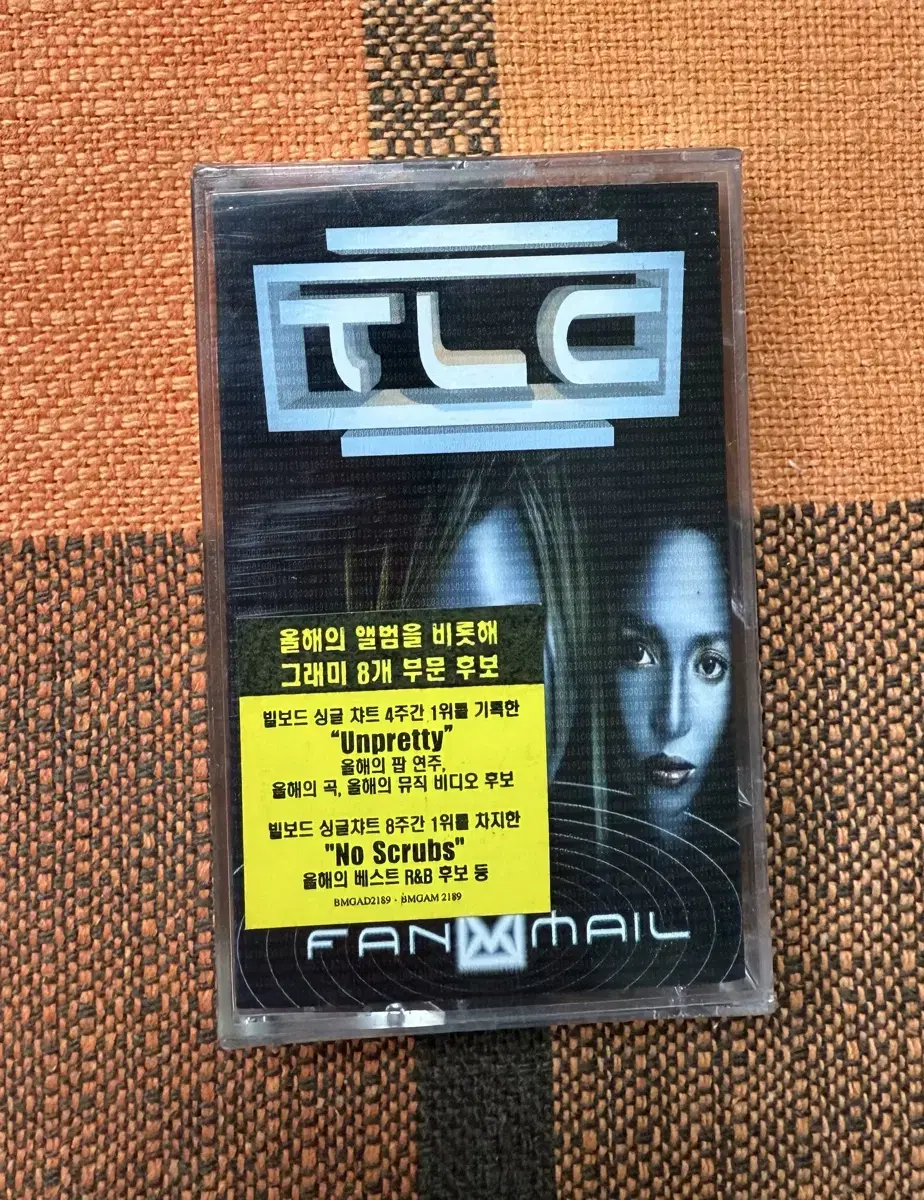 TLC
올해의 앨범을 비롯해
그래미 8개 부문 후보
빌보드 싱글 챠트 4주간 1위를 기록한
“Unpretty”
올해의 팝 연주,
올해의 곡, 올해의 뮤직 비디오 후보
빌보드 싱글챠트 8주간 1위를 차지한
"No Scrubs"
올해의 베스트 R&B 후보 등
BMGAD2189 · BMGAM 2189
FANMAIL